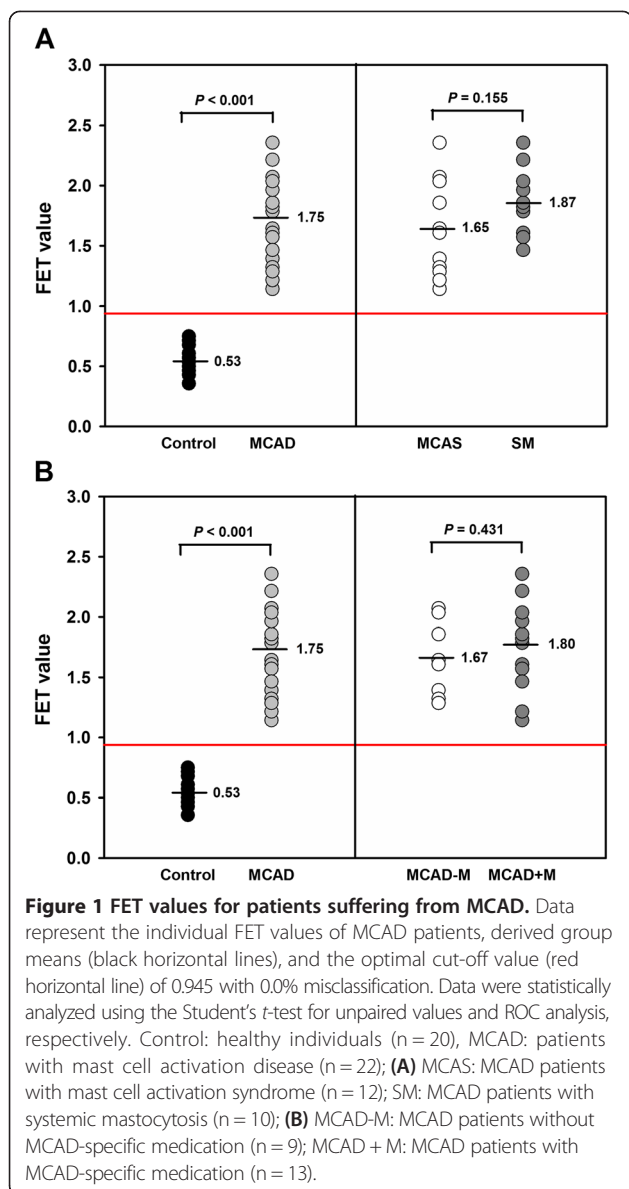 A
3.0
P < 0.001
P = 0.155
2.5
2.0
1.75
1.65
1.87
1.5
FET value
1.0
0.5
0.53
0.0
Control MCAD MCAS SM
B
3.0
P < 0.001
P = 0.431
2.5
2.0
1.75
1.67
1.80
1.5
FET value
1.0
0.5
0.53
0.0
Control MCAD MCAD-M MCAD+M
Figure 1 FET values for patients suffering from MCAD. Data
represent the individual FET values of MCAD patients, derived group
means (black horizontal lines), and the optimal cut-off value (red
horizontal line) of 0.945 with 0.0% misclassification. Data were statistically
analyzed using the Student's t-test for unpaired values and ROC analysis,
respectively. Control: healthy individuals (n = 20), MCAD: patients
with mast cell activation disease (n = 22); (A) MCAS: MCAD patients
with mast cell activation syndrome (n = 12); SM: MCAD patients with
systemic mastocytosis (n = 10); (B) MCAD-M: MCAD patients without
MCAD-specific medication (n = 9); MCAD + M: MCAD patients with
MCAD-specific medication (n = 13).